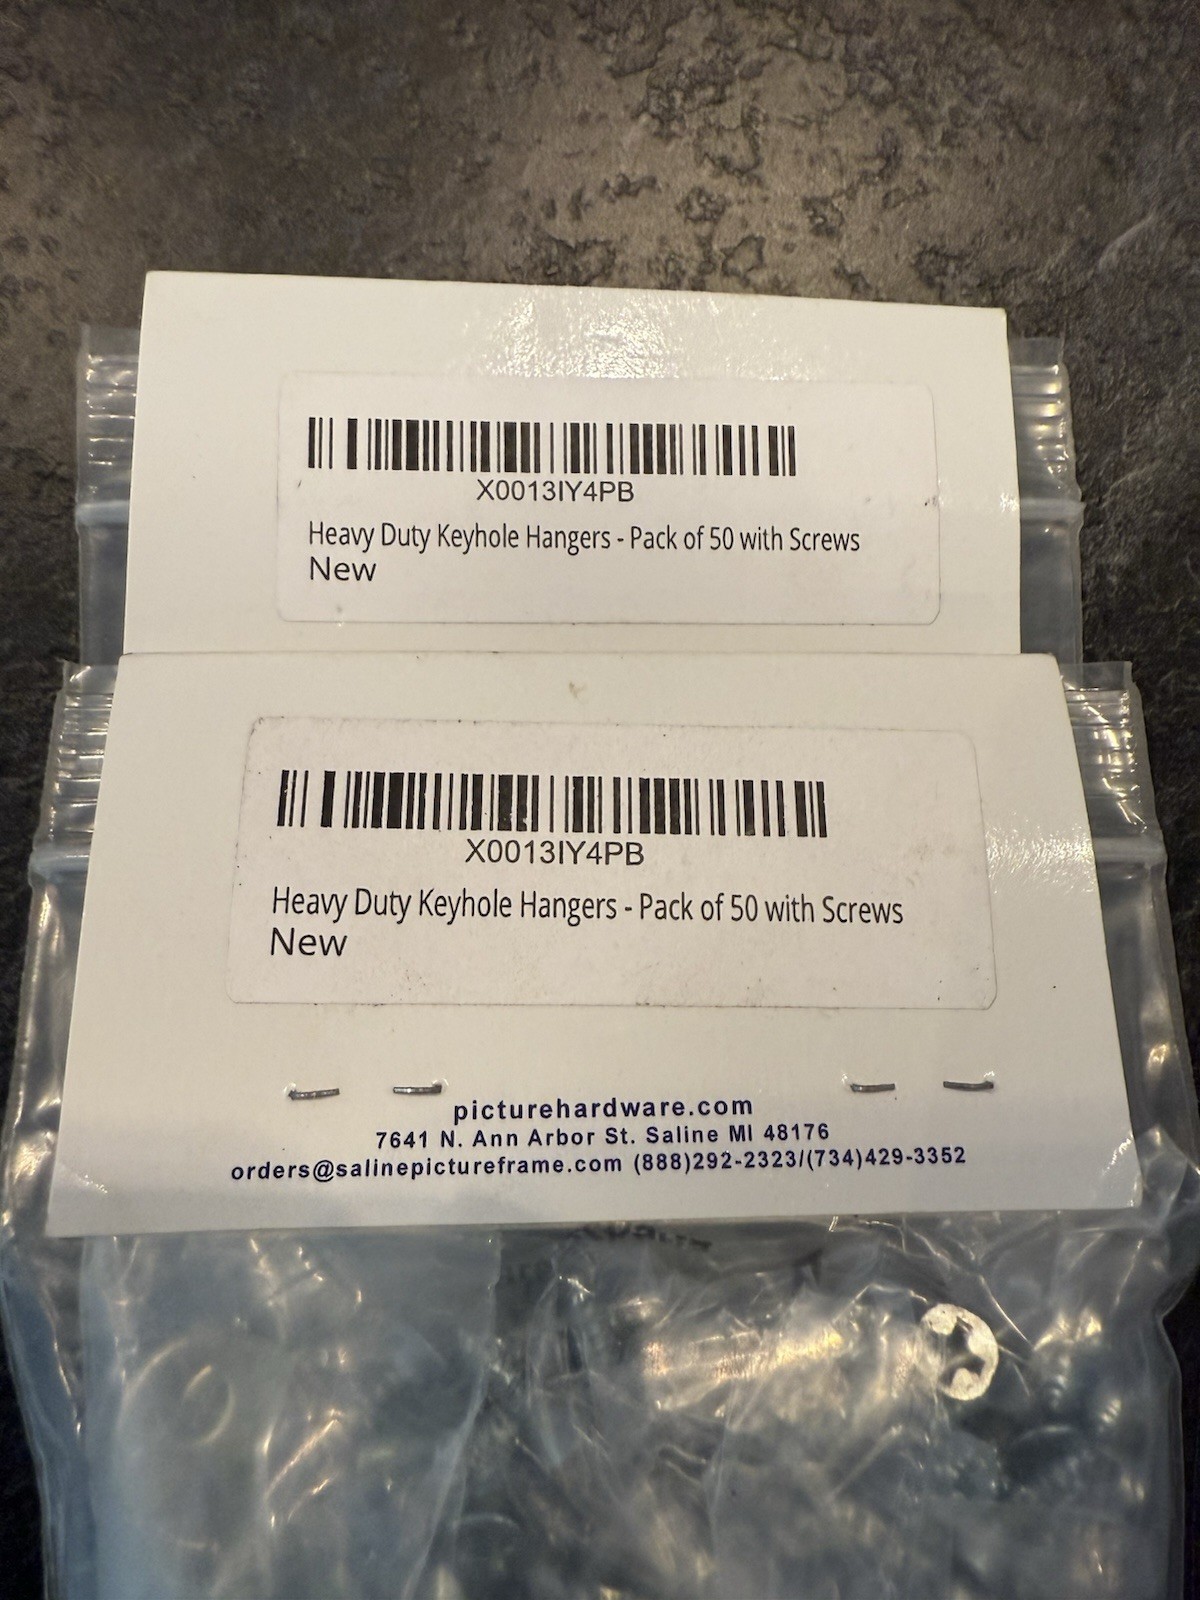 X0013IY4PB
Heavy Duty Keyhole Hangers - Pack of 50 with Screws
New
X0013IY4PB
Heavy Duty Keyhole Hangers - Pack of 50 with Screws
New
picturehardware.com
7641 N. Ann Arbor St. Saline MI 48176
orders@salinepictureframe.com (888)292-2323/(734)429-3352